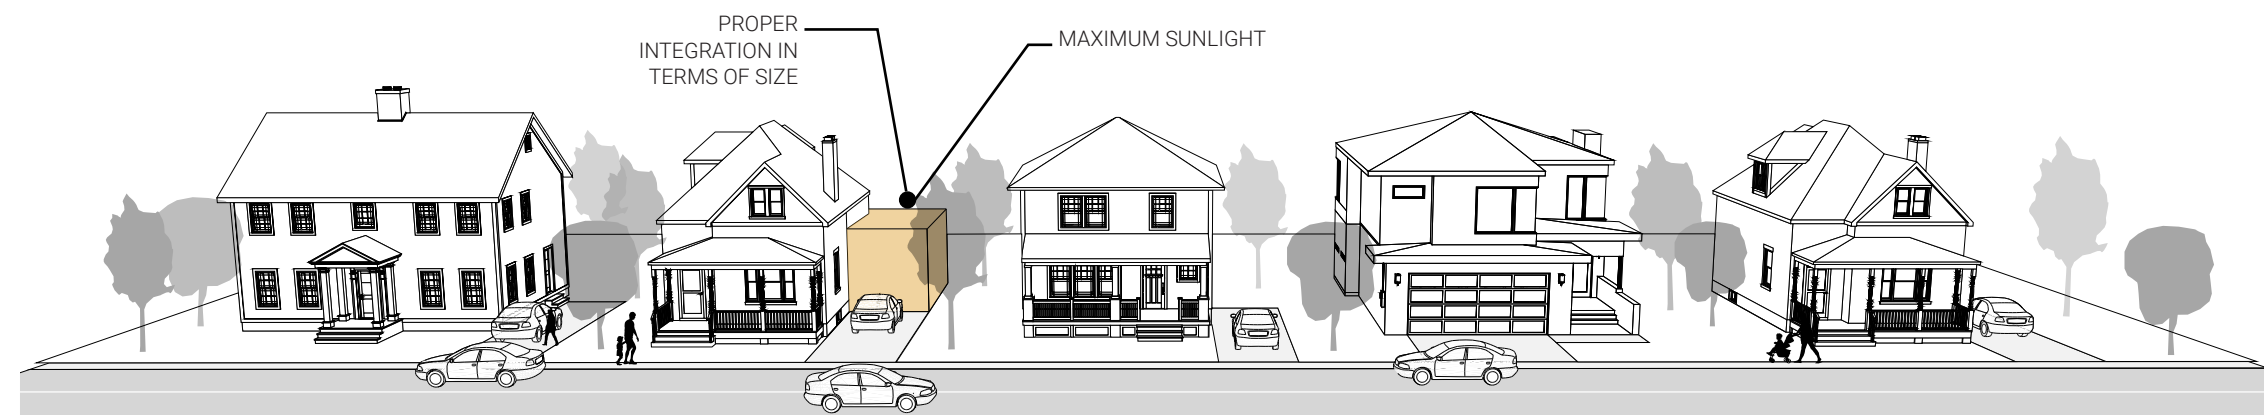 PROPER
INTEGRATION IN
TERMS OF SIZE
MAXIMUM SUNLIGHT